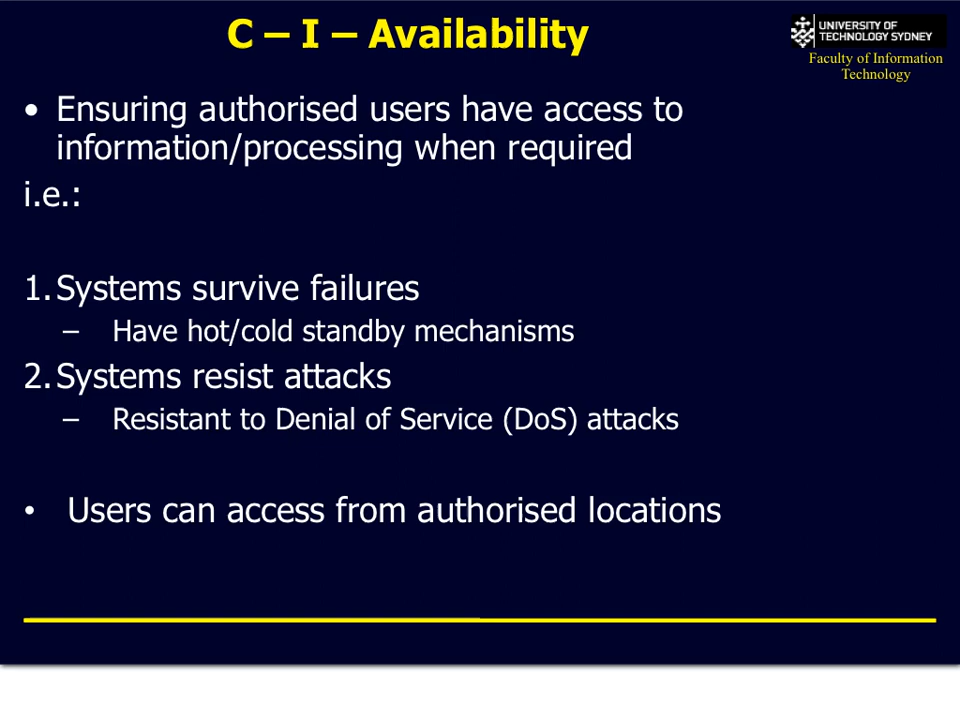 C – I – Availability
UNIVERSITY OF
TECHNOLOGY SYDNEY
Faculty of Information
Technology
• Ensuring authorised users have access to
information/processing when required
i.e.:
1. Systems survive failures
– Have hot/cold standby mechanisms
2. Systems resist attacks
– Resistant to Denial of Service (DoS) attacks
• Users can access from authorised locations